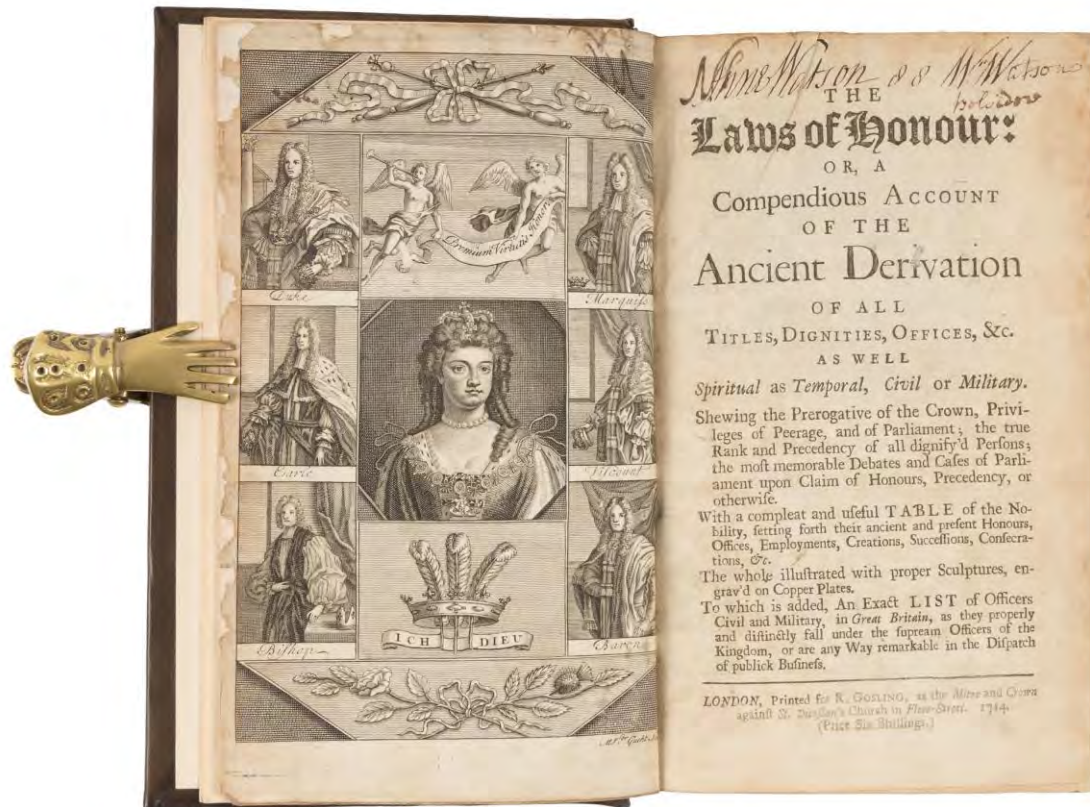 Premium Virtutis Honor
Duke
Marquiſs
Earle
Viscount
ICH DIEU
Bishop
Baron
Gucht
Anne Watson Wm Watson
THE
Laws of Honour:
OR, A
Compendious ACCOUNT
OF THE
Ancient Derivation
OF ALL
TITLES, DIGNITIES, OFFICES, &c.
AS WELL
Spiritual as Temporal, Civil or Military.
Shewing the Prerogative of the Crown, Privi-
leges of Peerage, and of Parliament; the true
Rank and Precedency of all dignify'd Perſons;
the moſt memorable Debates and Caſes of Parli-
ament upon Claim of Honours, Precedency, or
otherwiſe.
With a compleat and uſeful TABLE of the No-
bility, ſetting forth their ancient and preſent Honours,
Offices, Employments, Creations, Succeſſions, Conſecra-
tions, &c.
The whole illuſtrated with proper Sculptures, en-
grav'd on Copper Plates.
To which is added, An Exact LIST of Officers
Civil and Military, in Great Britain, as they properly
and diſtinctly fall under the ſupream Officers of the
Kingdom, or are any Way remarkable in the Diſpatch
of publick Buſineſs.
LONDON, Printed for R. GOSLING, at the Mitre and Crown
againſt St. Dunſtan's Church in Fleet-Street. 1714.
(Price Six Shillings.)